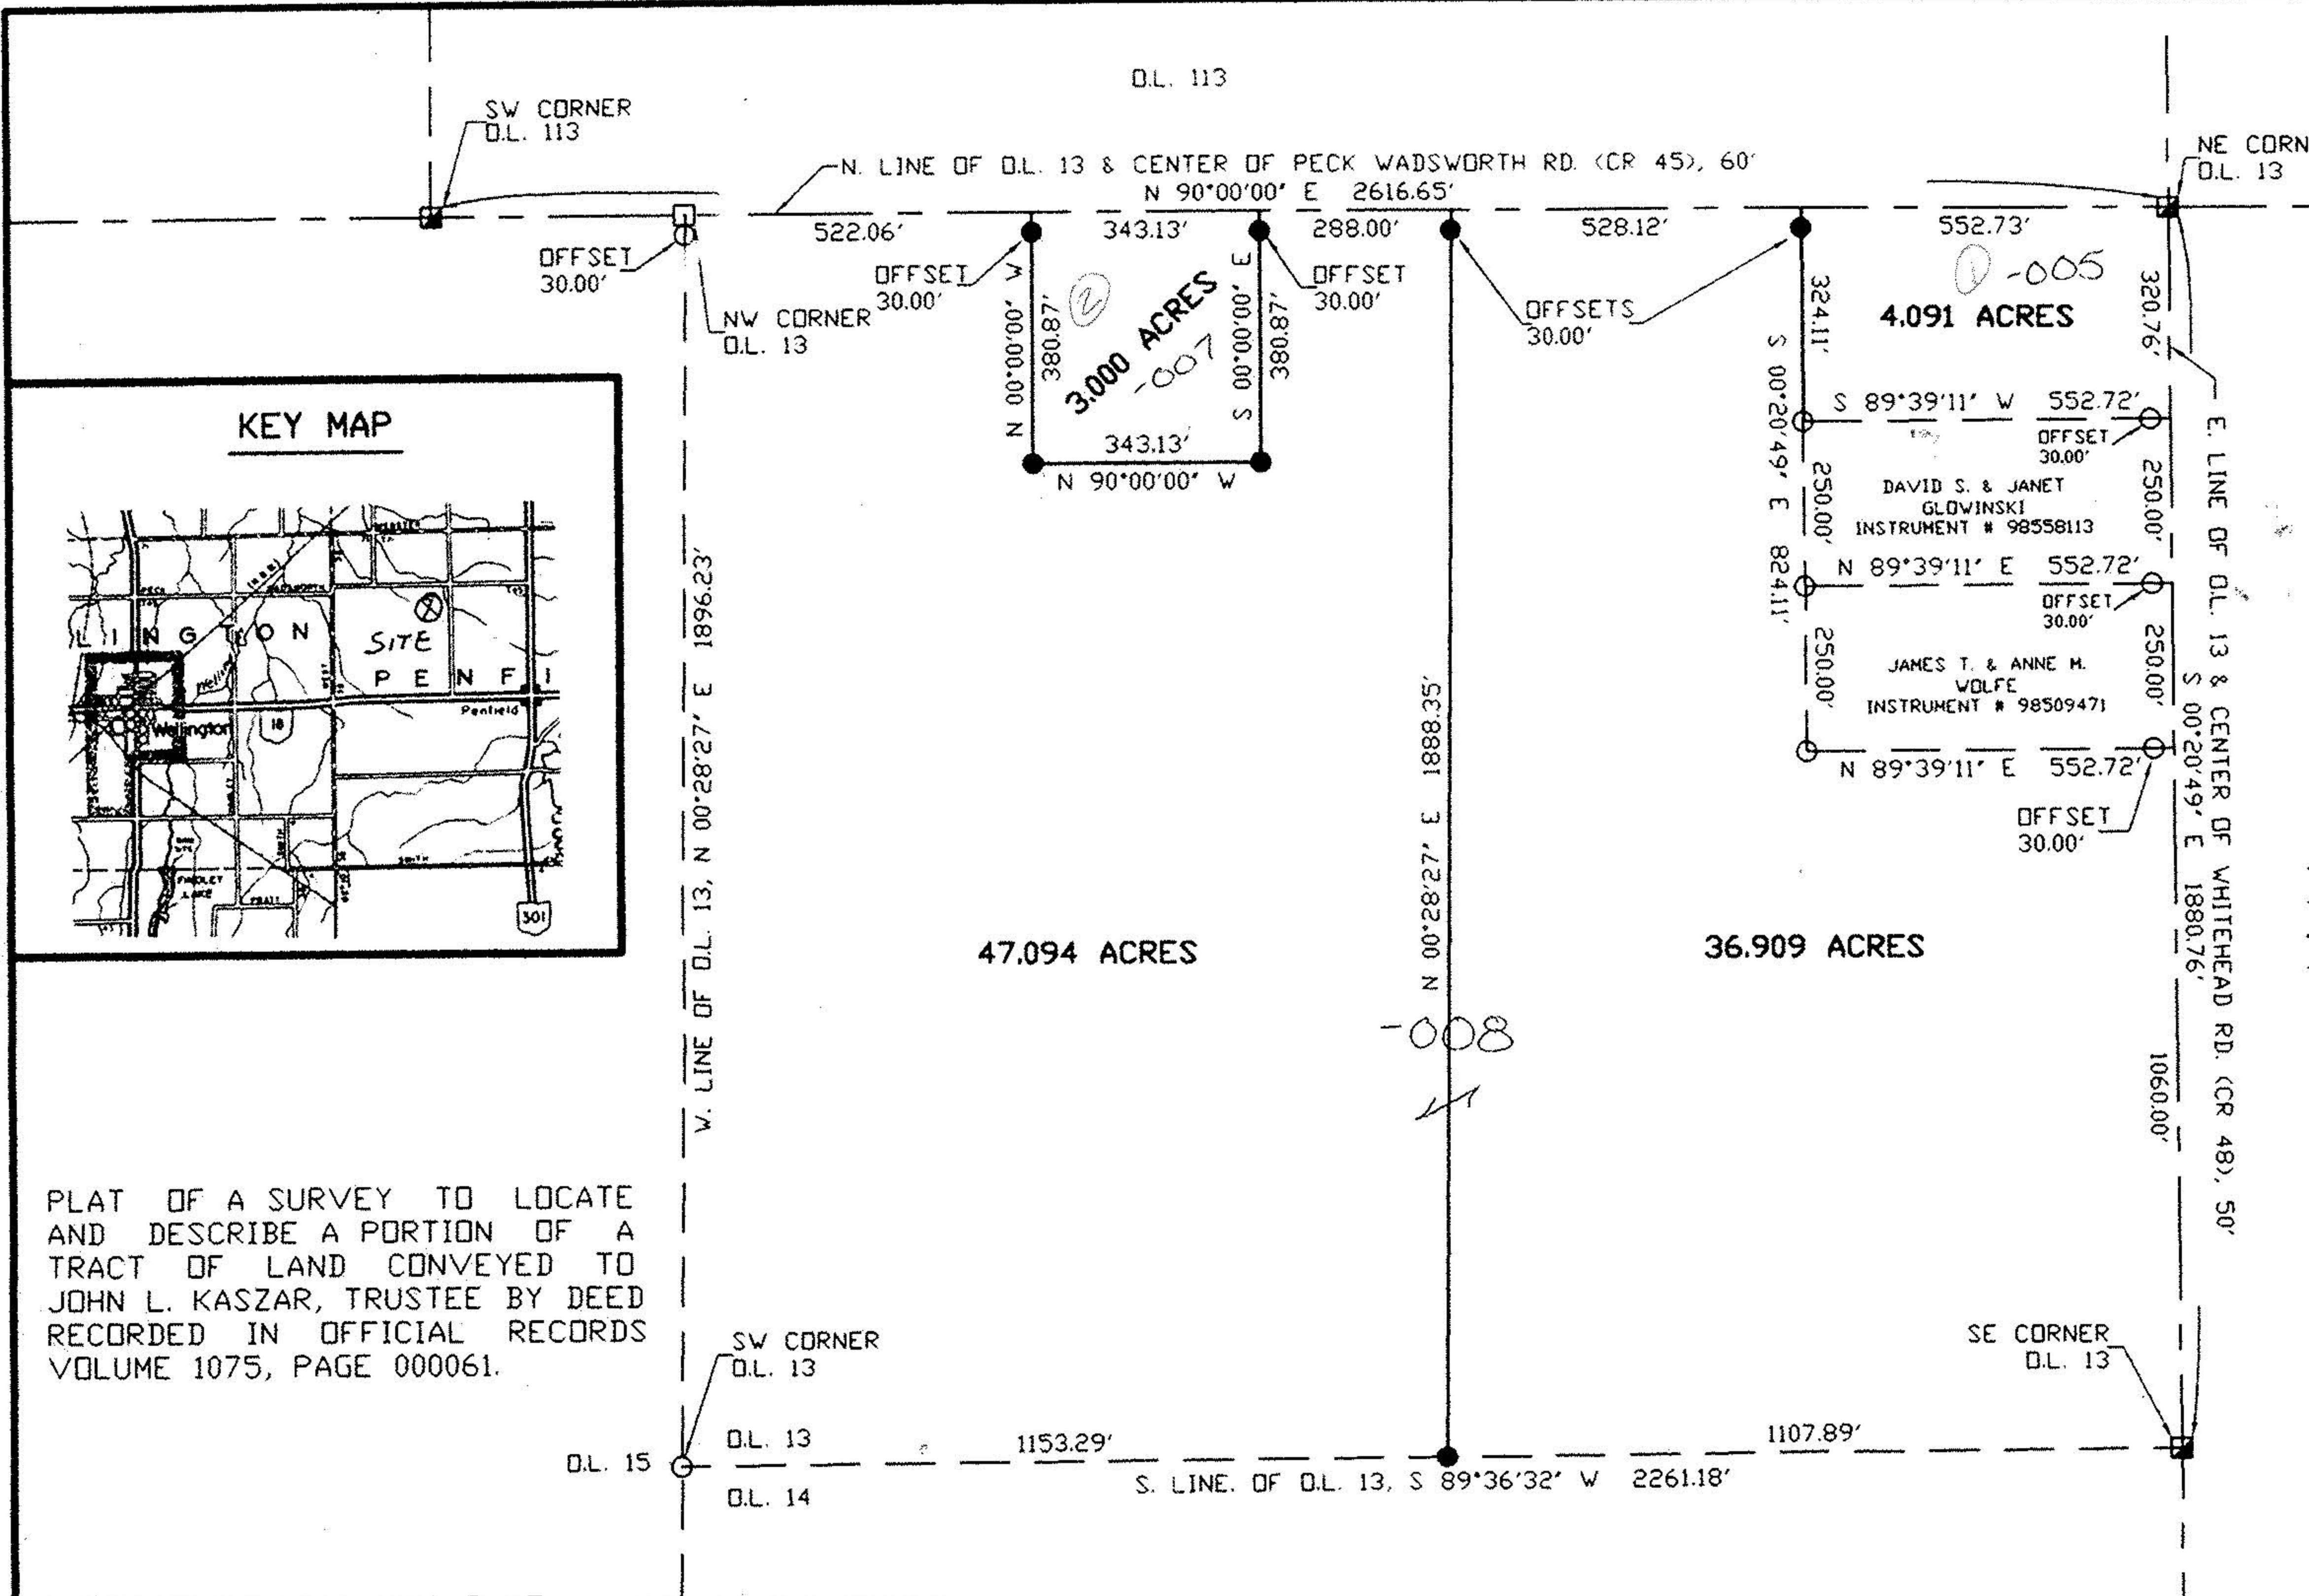 O.L. 113
SW CORNER
O.L. 113
N. LINE OF O.L. 13 & CENTER OF PECK WADSWORTH RD. (CR 45), 60'
N 90°00'00" E 2616.65'
NE CORN
O.L. 13
522.06'
343.13'
288.00'
528.12'
552.73'
OFFSET
30.00'
NW CORNER
O.L. 13
OFFSET
30.00'
N 00°00'00" W
380.87'
2
3.000 ACRES
-007
S 00°00'00" E
380.87'
OFFSET
30.00'
343.13'
N 90°00'00" W
OFFSETS
30.00'
1 -005
4.091 ACRES
324.11'
320.76'
S 00°20'49" E 824.11'
S 89°39'11" W 552.72'
OFFSET
30.00'
250.00'
DAVID S. & JANET
GLOWINSKI
INSTRUMENT # 98558113
250.00'
N 89°39'11" E 552.72'
OFFSET
30.00'
250.00'
JAMES T. & ANNE M.
WOLFE
INSTRUMENT # 98509471
250.00'
N 89°39'11" E 552.72'
OFFSET
30.00'
E. LINE OF O.L. 13 & CENTER OF WHITEHEAD RD. (CR 48), 50'
S 00°20'49" E 1880.76'
1060.00'
KEY MAP
LINGTON
SITE
PENFI
Penfield
Wellington
18
FINDLEY
LAKE
SMITH
301
W. LINE OF O.L. 13, N 00°28'27" E 1896.23'
N 00°28'27" E 1888.35'
47.094 ACRES
36.909 ACRES
-008
PLAT OF A SURVEY TO LOCATE
AND DESCRIBE A PORTION OF A
TRACT OF LAND CONVEYED TO
JOHN L. KASZAR, TRUSTEE BY DEED
RECORDED IN OFFICIAL RECORDS
VOLUME 1075, PAGE 000061.
SW CORNER
O.L. 13
SE CORNER
O.L. 13
O.L. 15
O.L. 13
1153.29'
1107.89'
O.L. 14
S. LINE. OF O.L. 13, S 89°36'32" W 2261.18'